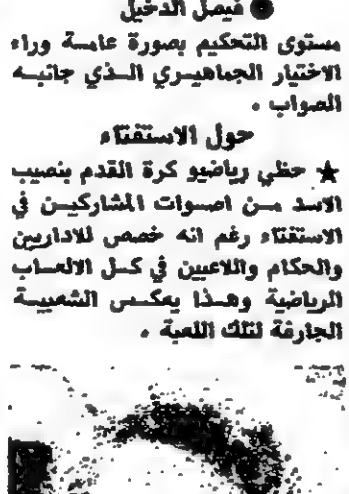 ● فيصل الدخيل
مستوى التحكيم بصورة عامة وراء
الاختيار الجماهيري الذي جانبه
الصواب ٠
حول الاستفتاء
★ حظي رياضيو كرة القدم بنصيب
الاسد من اصوات المشاركين في
الاستفتاء رغم انه خصص للاداريين
والحكام واللاعبين في كل الالعاب
الرياضية وهذا يعكس الشعبية
الجارفة لتلك اللعبة ٠